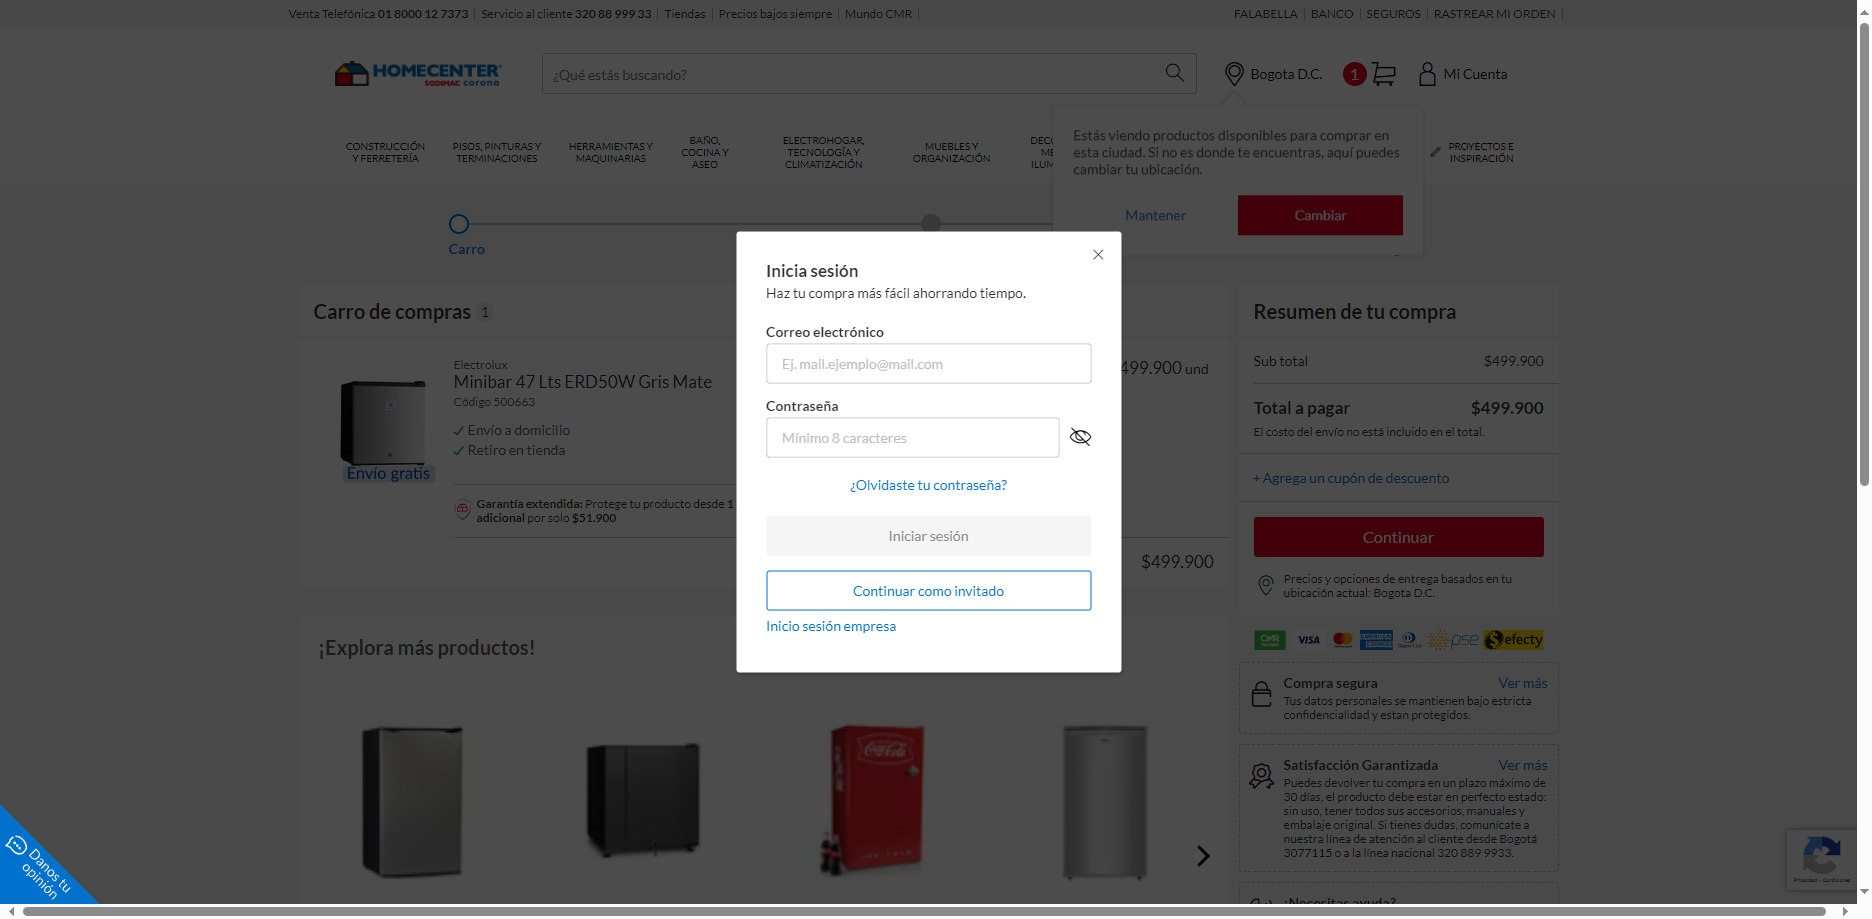 Venta Telefónica 01 8000 12 7373
Servicio al cliente 320 88 999 33
Tiendas
Precios bajos siempre
Mundo CMR
FALABELLA
BANCO
SEGUROS
RASTREAR MI ORDEN
HOMECENTER
SODIMAC corona
¿Qué estás buscando?
Bogota D.C.
1
Mi Cuenta
CONSTRUCCIÓN
Y FERRETERÍA
PISOS, PINTURAS Y
TERMINACIONES
HERRAMIENTAS Y
MAQUINARIAS
BAÑO,
COCINA Y
ASEO
ELECTROHOGAR,
TECNOLOGÍA Y
CLIMATIZACIÓN
MUEBLES Y
ORGANIZACIÓN
PROYECTOS E
INSPIRACIÓN
Estás viendo productos disponibles para comprar en
esta ciudad. Si no es donde te encuentras, aquí puedes
cambiar tu ubicación.
Mantener
Cambiar
Carro
Inicia sesión
Haz tu compra más fácil ahorrando tiempo.
Correo electrónico
Ej. mail.ejemplo@mail.com
Contraseña
Mínimo 8 caracteres
¿Olvidaste tu contraseña?
Iniciar sesión
Continuar como invitado
Inicio sesión empresa
Carro de compras 1
Electrolux
Minibar 47 Lts ERD50W Gris Mate
Código 500663
Envío a domicilio
Retiro en tienda
Envío gratis
Garantía extendida: Protege tu producto desde 1
adicional por solo $51.900
499.900 und
$499.900
Resumen de tu compra
Sub total $499.900
Total a pagar $499.900
El costo del envío no está incluido en el total.
+ Agrega un cupón de descuento
Continuar
Precios y opciones de entrega basados en tu
ubicación actual: Bogota D.C.
CMR VISA AMERICAN EXPRESS pse efecty
Compra segura Ver más
Tus datos personales se mantienen bajo estricta
confidencialidad y estan protegidos.
Satisfacción Garantizada Ver más
Puedes devolver tu compra en un plazo máximo de
30 días, el producto debe estar en perfecto estado:
sin uso, tener todos sus accesorios, manuales y
embalaje original. Si tienes dudas, comunícate a
nuestra línea de atención al cliente desde Bogotá
3077115 o a la línea nacional 320 889 9933.
¿Necesitas ayuda?
¡Explora más productos!
Coca-Cola
Danos tu
opinión
Privacidad - Condiciones